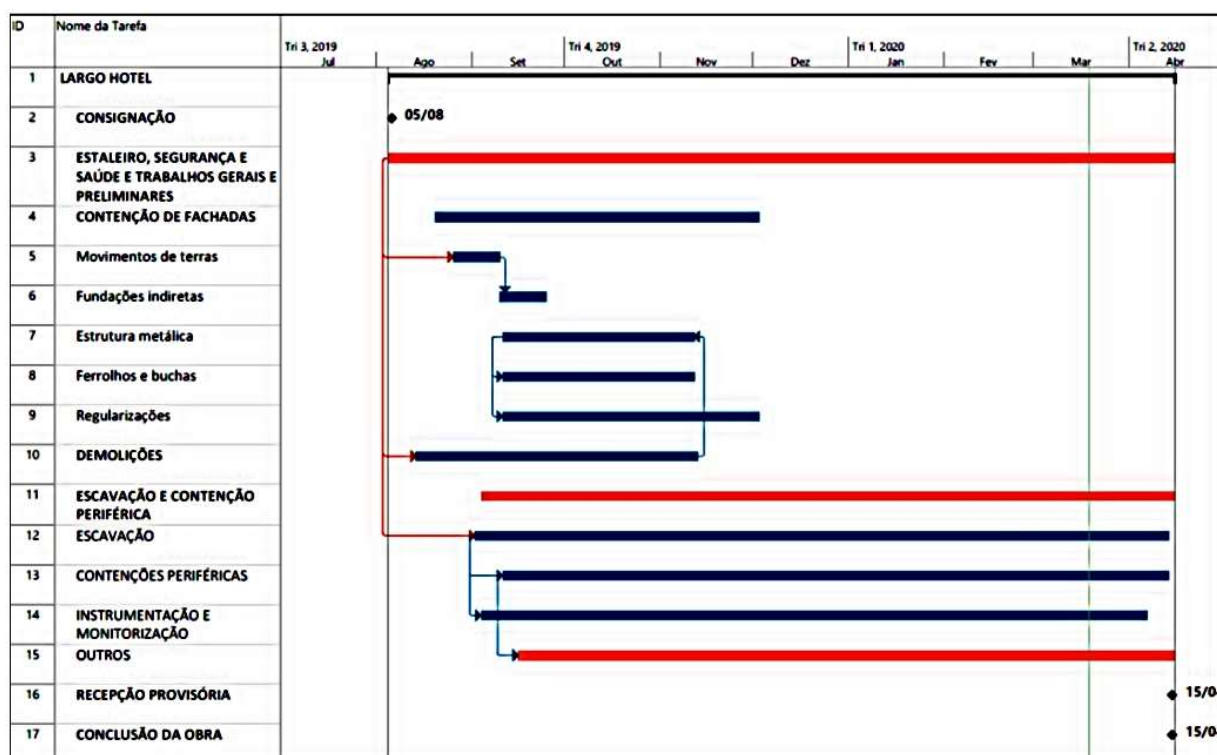 ID Nome da Tarefa
Tri 3, 2019 Tri 4, 2019 Tri 1, 2020 Tri 2, 2020
Jul Ago Set Out Nov Dez Jan Fev Mar Abr
1 LARGO HOTEL
2 CONSIGNAÇÃO 05/08
3 ESTALEIRO, SEGURANÇA E
SAÚDE E TRABALHOS GERAIS E
PRELIMINARES
4 CONTENÇÃO DE FACHADAS
5 Movimentos de terras
6 Fundações indiretas
7 Estrutura metálica
8 Ferrolhos e buchas
9 Regularizações
10 DEMOLIÇÕES
11 ESCAVAÇÃO E CONTENÇÃO
PERIFÉRICA
12 ESCAVAÇÃO
13 CONTENÇÕES PERIFÉRICAS
14 INSTRUMENTAÇÃO E
MONITORIZAÇÃO
15 OUTROS
16 RECEPÇÃO PROVISÓRIA 15/0
17 CONCLUSÃO DA OBRA 15/0